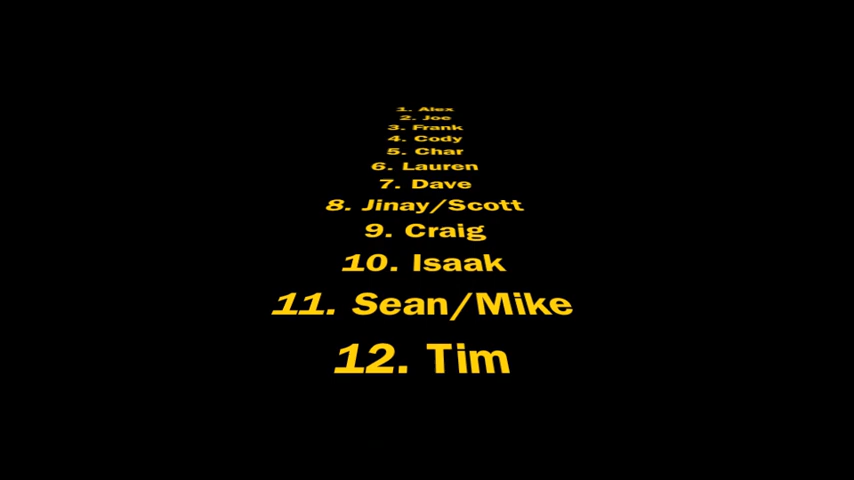 1. Alex
2. Joe
3. Frank
4. Cody
5. Char
6. Lauren
7. Dave
8. Jinay/Scott
9. Craig
10. Isaak
11. Sean/Mike
12. Tim